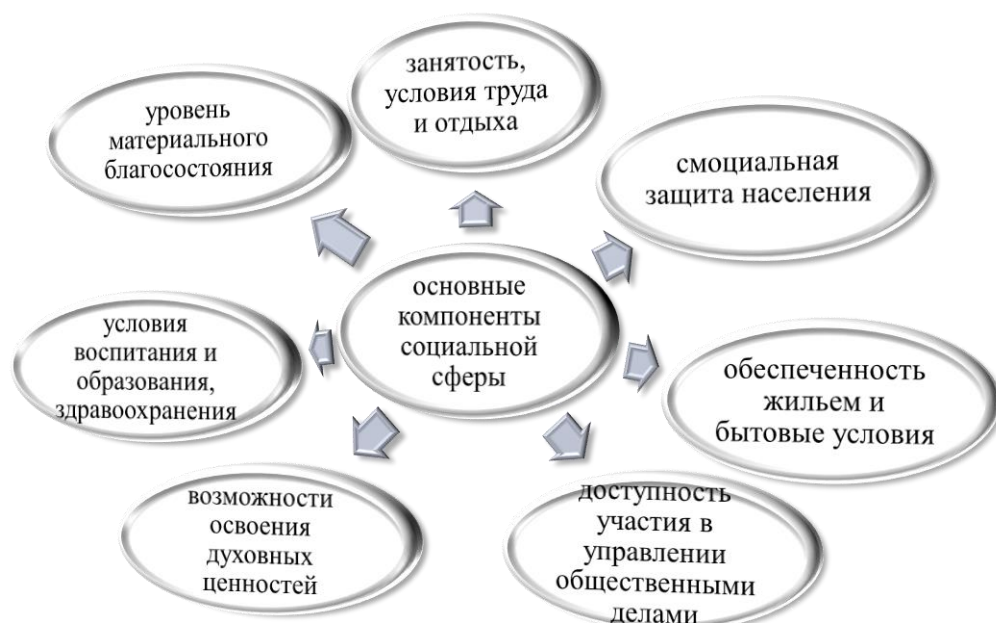 занятость,
условия труда
и отдыха
уровень
материального
благосостояния
смоциальная
защита населения
основные
компоненты
социальной
сферы
условия
воспитания и
образования,
здравоохранения
обеспеченность
жильем и
бытовые условия
возможности
освоения
духовных
ценностей
доступность
участия в
управлении
общественными
делами